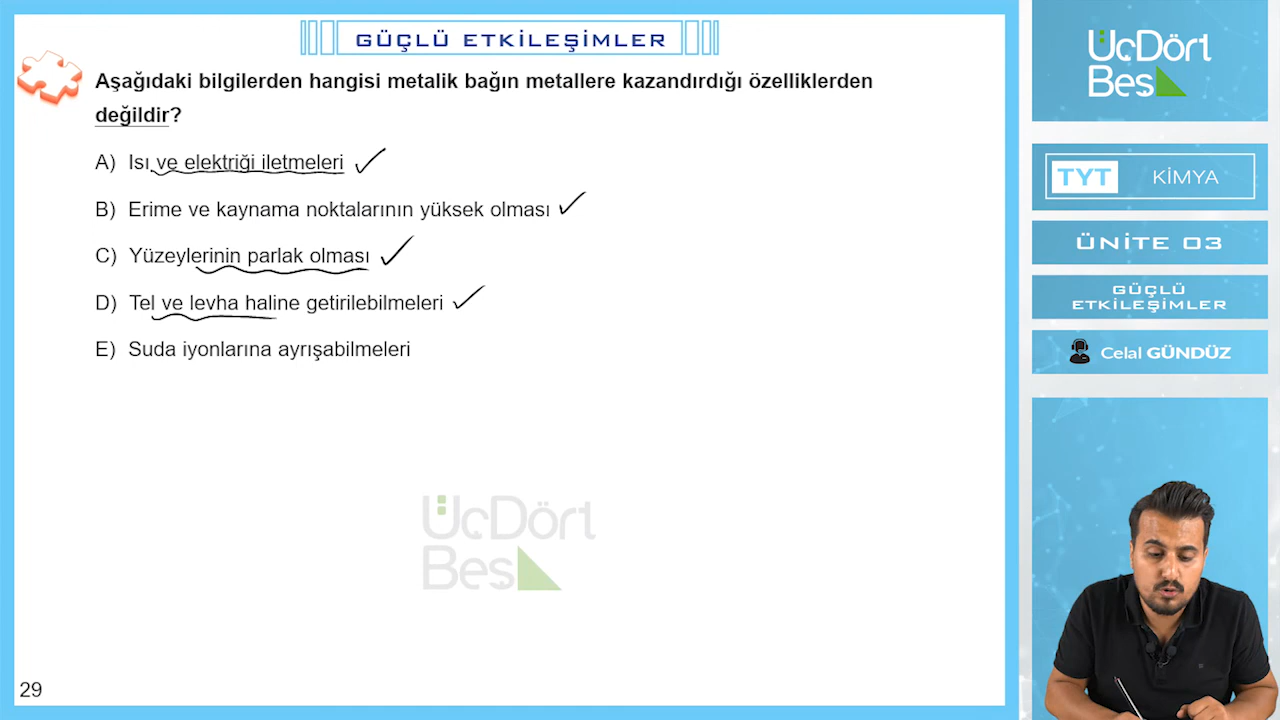 GÜÇLÜ ETKİLEŞİMLER
Aşağıdaki bilgilerden hangisi metalik bağın metallere kazandırdığı özelliklerden
değildir?
A) Isı ve elektriği iletmeleri
B) Erime ve kaynama noktalarının yüksek olması
C) Yüzeylerinin parlak olması
D) Tel ve levha haline getirilebilmeleri
E) Suda iyonlarına ayrışabilmeleri
ÜçDört
Beş
29
ÜçDört
Beş
TYT KİMYA
ÜNİTE 03
GÜÇLÜ
ETKİLEŞİMLER
Celal GÜNDÜZ